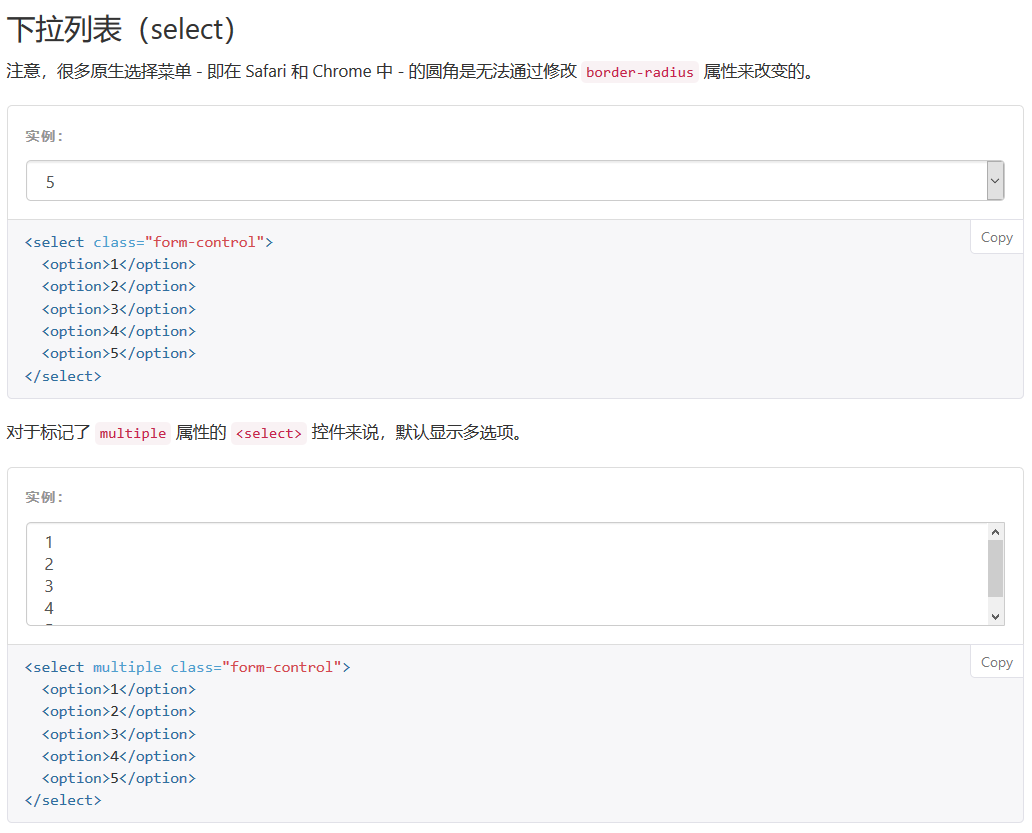 下拉列表（select）
注意，很多原生选择菜单 - 即在 Safari 和 Chrome 中 - 的圆角是无法通过修改 border-radius 属性来改变的。
实例：
5
Copy
<select class="form-control">
  <option>1</option>
  <option>2</option>
  <option>3</option>
  <option>4</option>
  <option>5</option>
</select>
对于标记了 multiple 属性的 <select> 控件来说，默认显示多选项。
实例：
1
2
3
4
Copy
<select multiple class="form-control">
  <option>1</option>
  <option>2</option>
  <option>3</option>
  <option>4</option>
  <option>5</option>
</select>